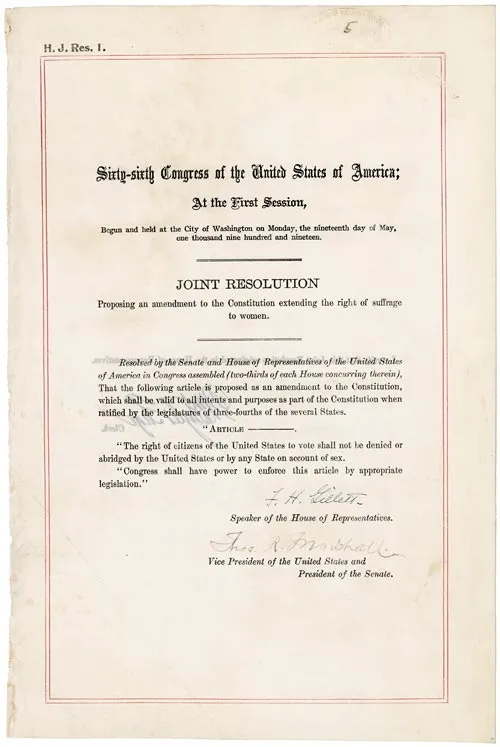 5
H. J. Res. 1.
Sixty-sixth Congress of the United States of America;
At the First Session,
Begun and held at the City of Washington on Monday, the nineteenth day of May,
one thousand nine hundred and nineteen.
JOINT RESOLUTION
Proposing an amendment to the Constitution extending the right of suffrage
to women.
Resolved by the Senate and House of Representatives of the United States
of America in Congress assembled (two-thirds of each House concurring therein),
That the following article is proposed as an amendment to the Constitution,
which shall be valid to all intents and purposes as part of the Constitution when
ratified by the legislatures of three-fourths of the several States.
"ARTICLE ———.
"The right of citizens of the United States to vote shall not be denied or
abridged by the United States or by any State on account of sex.
"Congress shall have power to enforce this article by appropriate
legislation."
F. H. Gillett
Speaker of the House of Representatives.
Thos. R. Marshall
Vice President of the United States and
President of the Senate.